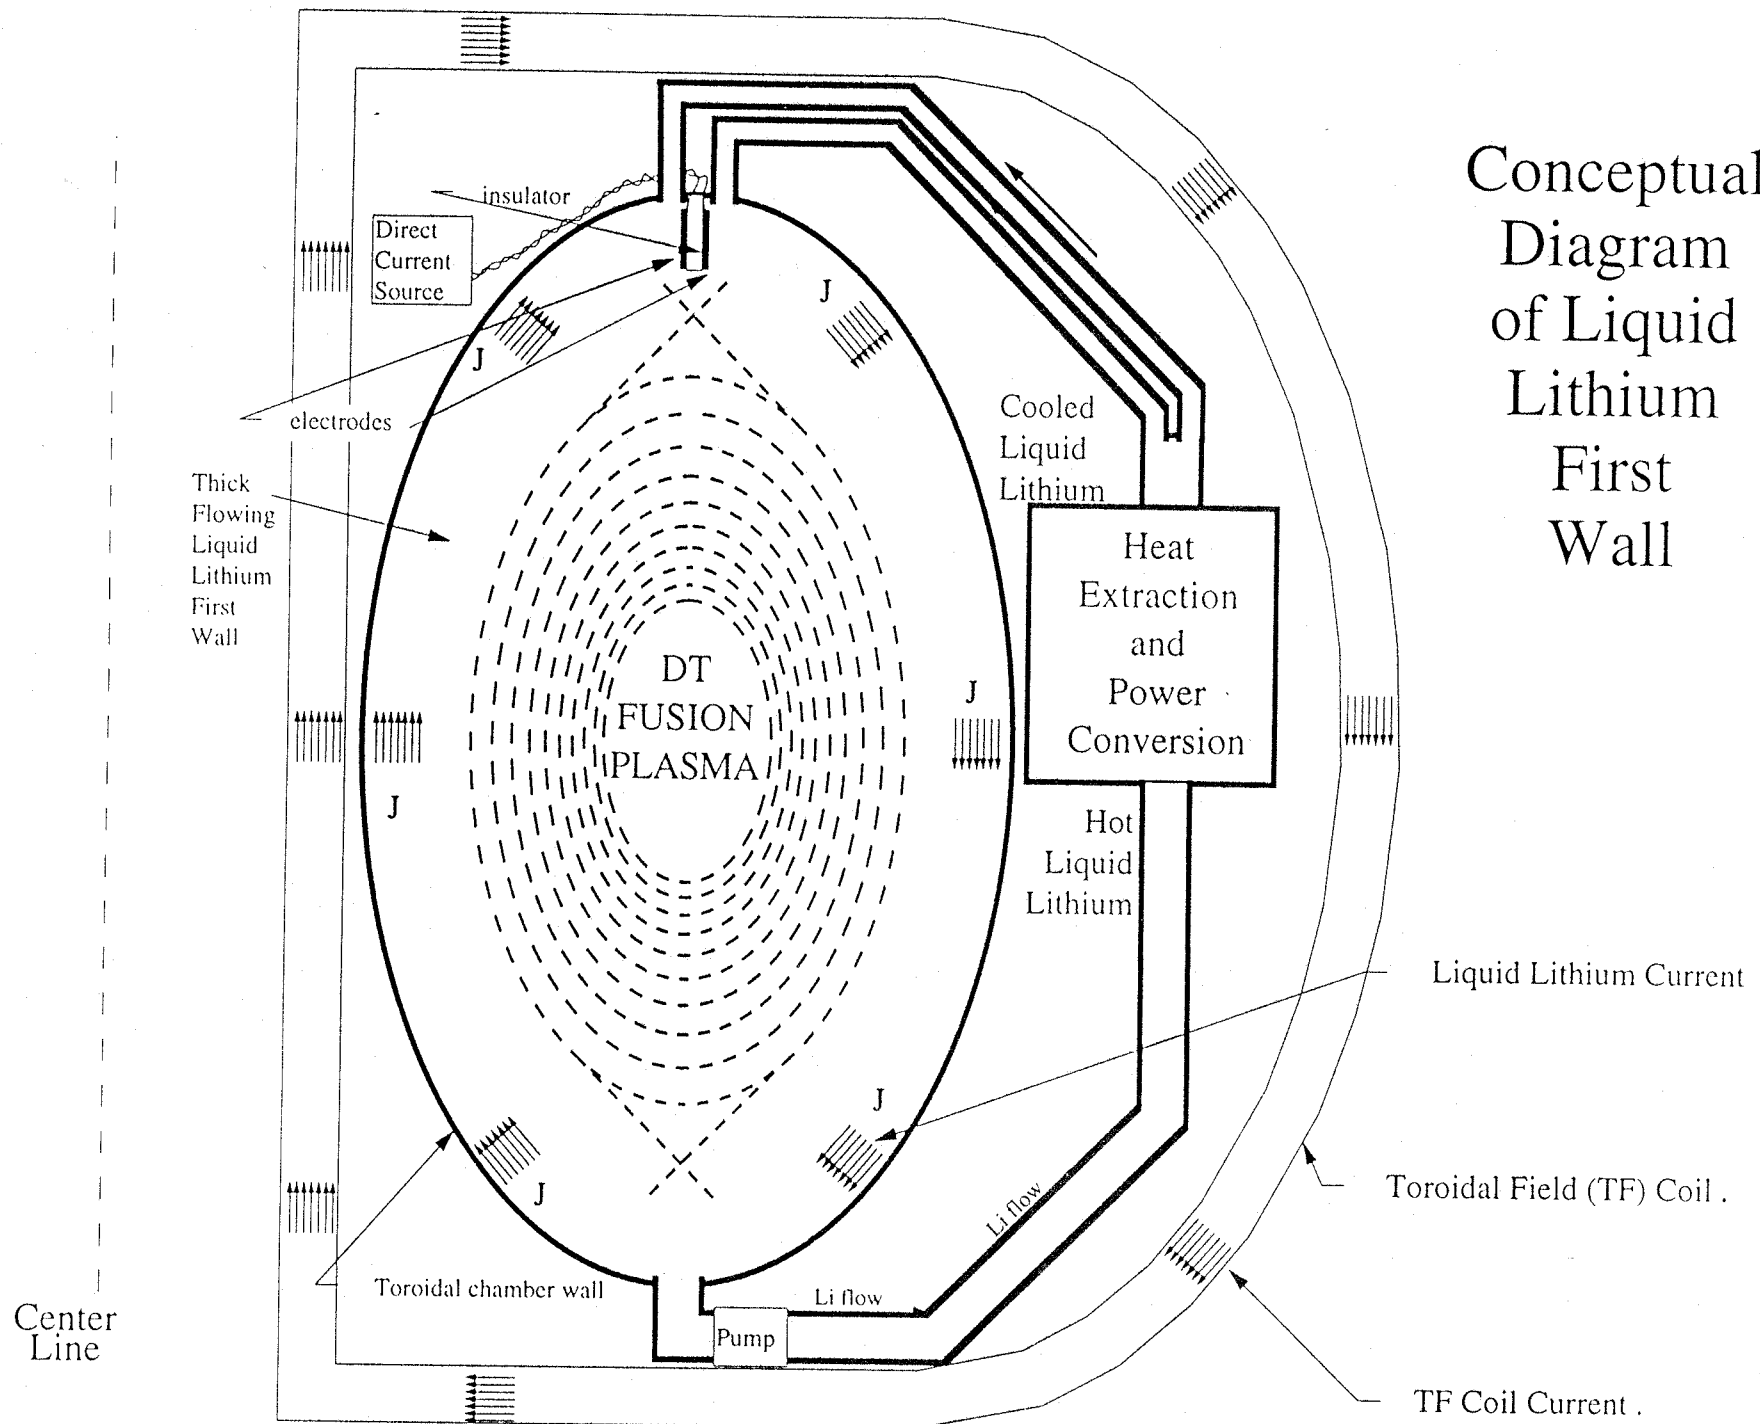 Conceptual
Diagram
of Liquid
Lithium
First
Wall
insulator
Direct
Current
Source
J
J
electrodes
Cooled
Liquid
Lithium
Thick
Flowing
Liquid
Lithium
First
Wall
Heat
Extraction
and
Power
Conversion
DT
FUSION
PLASMA
J
J
Hot
Liquid
Lithium
Liquid Lithium Current
J
J
Li flow
Toroidal Field (TF) Coil .
Toroidal chamber wall
Li flow
Pump
Center
Line
TF Coil Current .